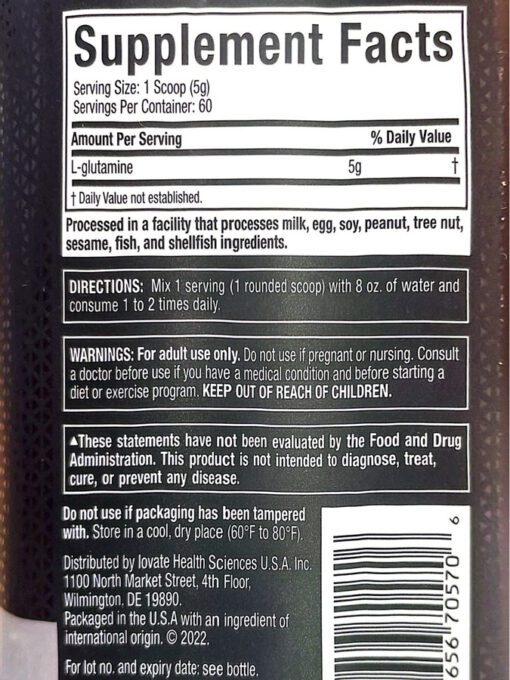 Supplement Facts
Serving Size: 1 Scoop (5g)
Servings Per Container: 60
Amount Per Serving % Daily Value
L-glutamine 5g †
† Daily Value not established.
Processed in a facility that processes milk, egg, soy, peanut, tree nut,
sesame, fish, and shellfish ingredients.
DIRECTIONS: Mix 1 serving (1 rounded scoop) with 8 oz. of water and
consume 1 to 2 times daily.
WARNINGS: For adult use only. Do not use if pregnant or nursing. Consult
a doctor before use if you have a medical condition and before starting a
diet or exercise program. KEEP OUT OF REACH OF CHILDREN.
▲These statements have not been evaluated by the Food and Drug
Administration. This product is not intended to diagnose, treat,
cure, or prevent any disease.
Do not use if packaging has been tampered
with. Store in a cool, dry place (60°F to 80°F).
Distributed by Iovate Health Sciences U.S.A. Inc.
1100 North Market Street, 4th Floor,
Wilmington, DE 19890.
Packaged in the U.S.A with an ingredient of
international origin. © 2022.
For lot no. and expiry date: see bottle.
656 70570 6